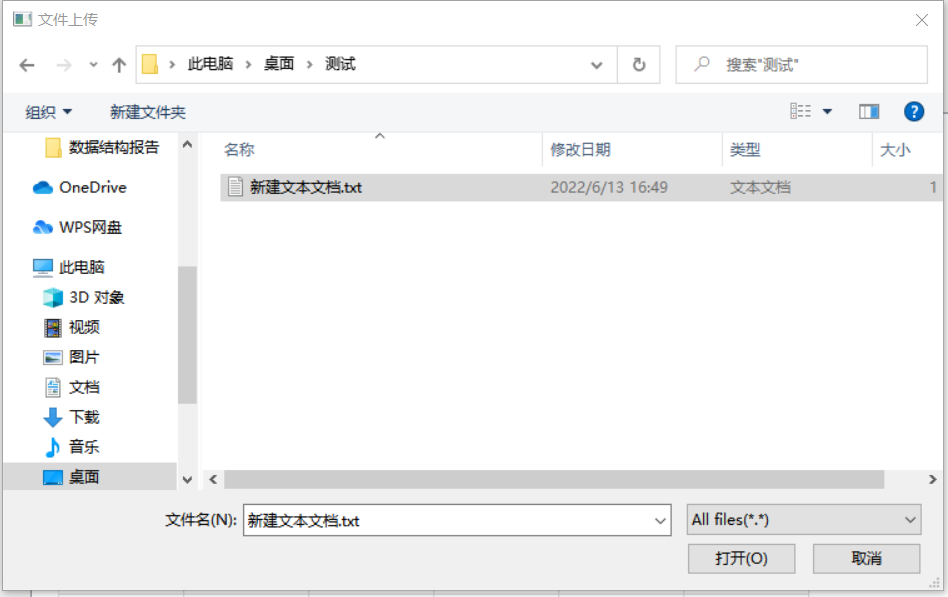 文件上传
此电脑 › 桌面 › 测试
搜索"测试"
组织 新建文件夹
数据结构报告
OneDrive
WPS网盘
此电脑
3D 对象
视频
图片
文档
下载
音乐
桌面
名称 修改日期 类型 大小
新建文本文档.txt 2022/6/13 16:49 文本文档 1
文件名(N): 新建文本文档.txt All files(*.*)
打开(O) 取消